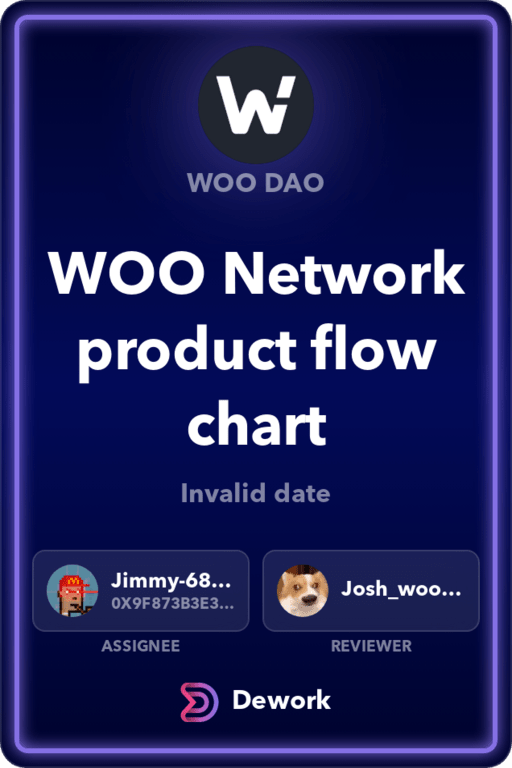 WOO DAO
WOO Network
product flow
chart
Invalid date
Jimmy-68...
0X9F873B3E3...
Josh_woo...
ASSIGNEE
REVIEWER
Dework